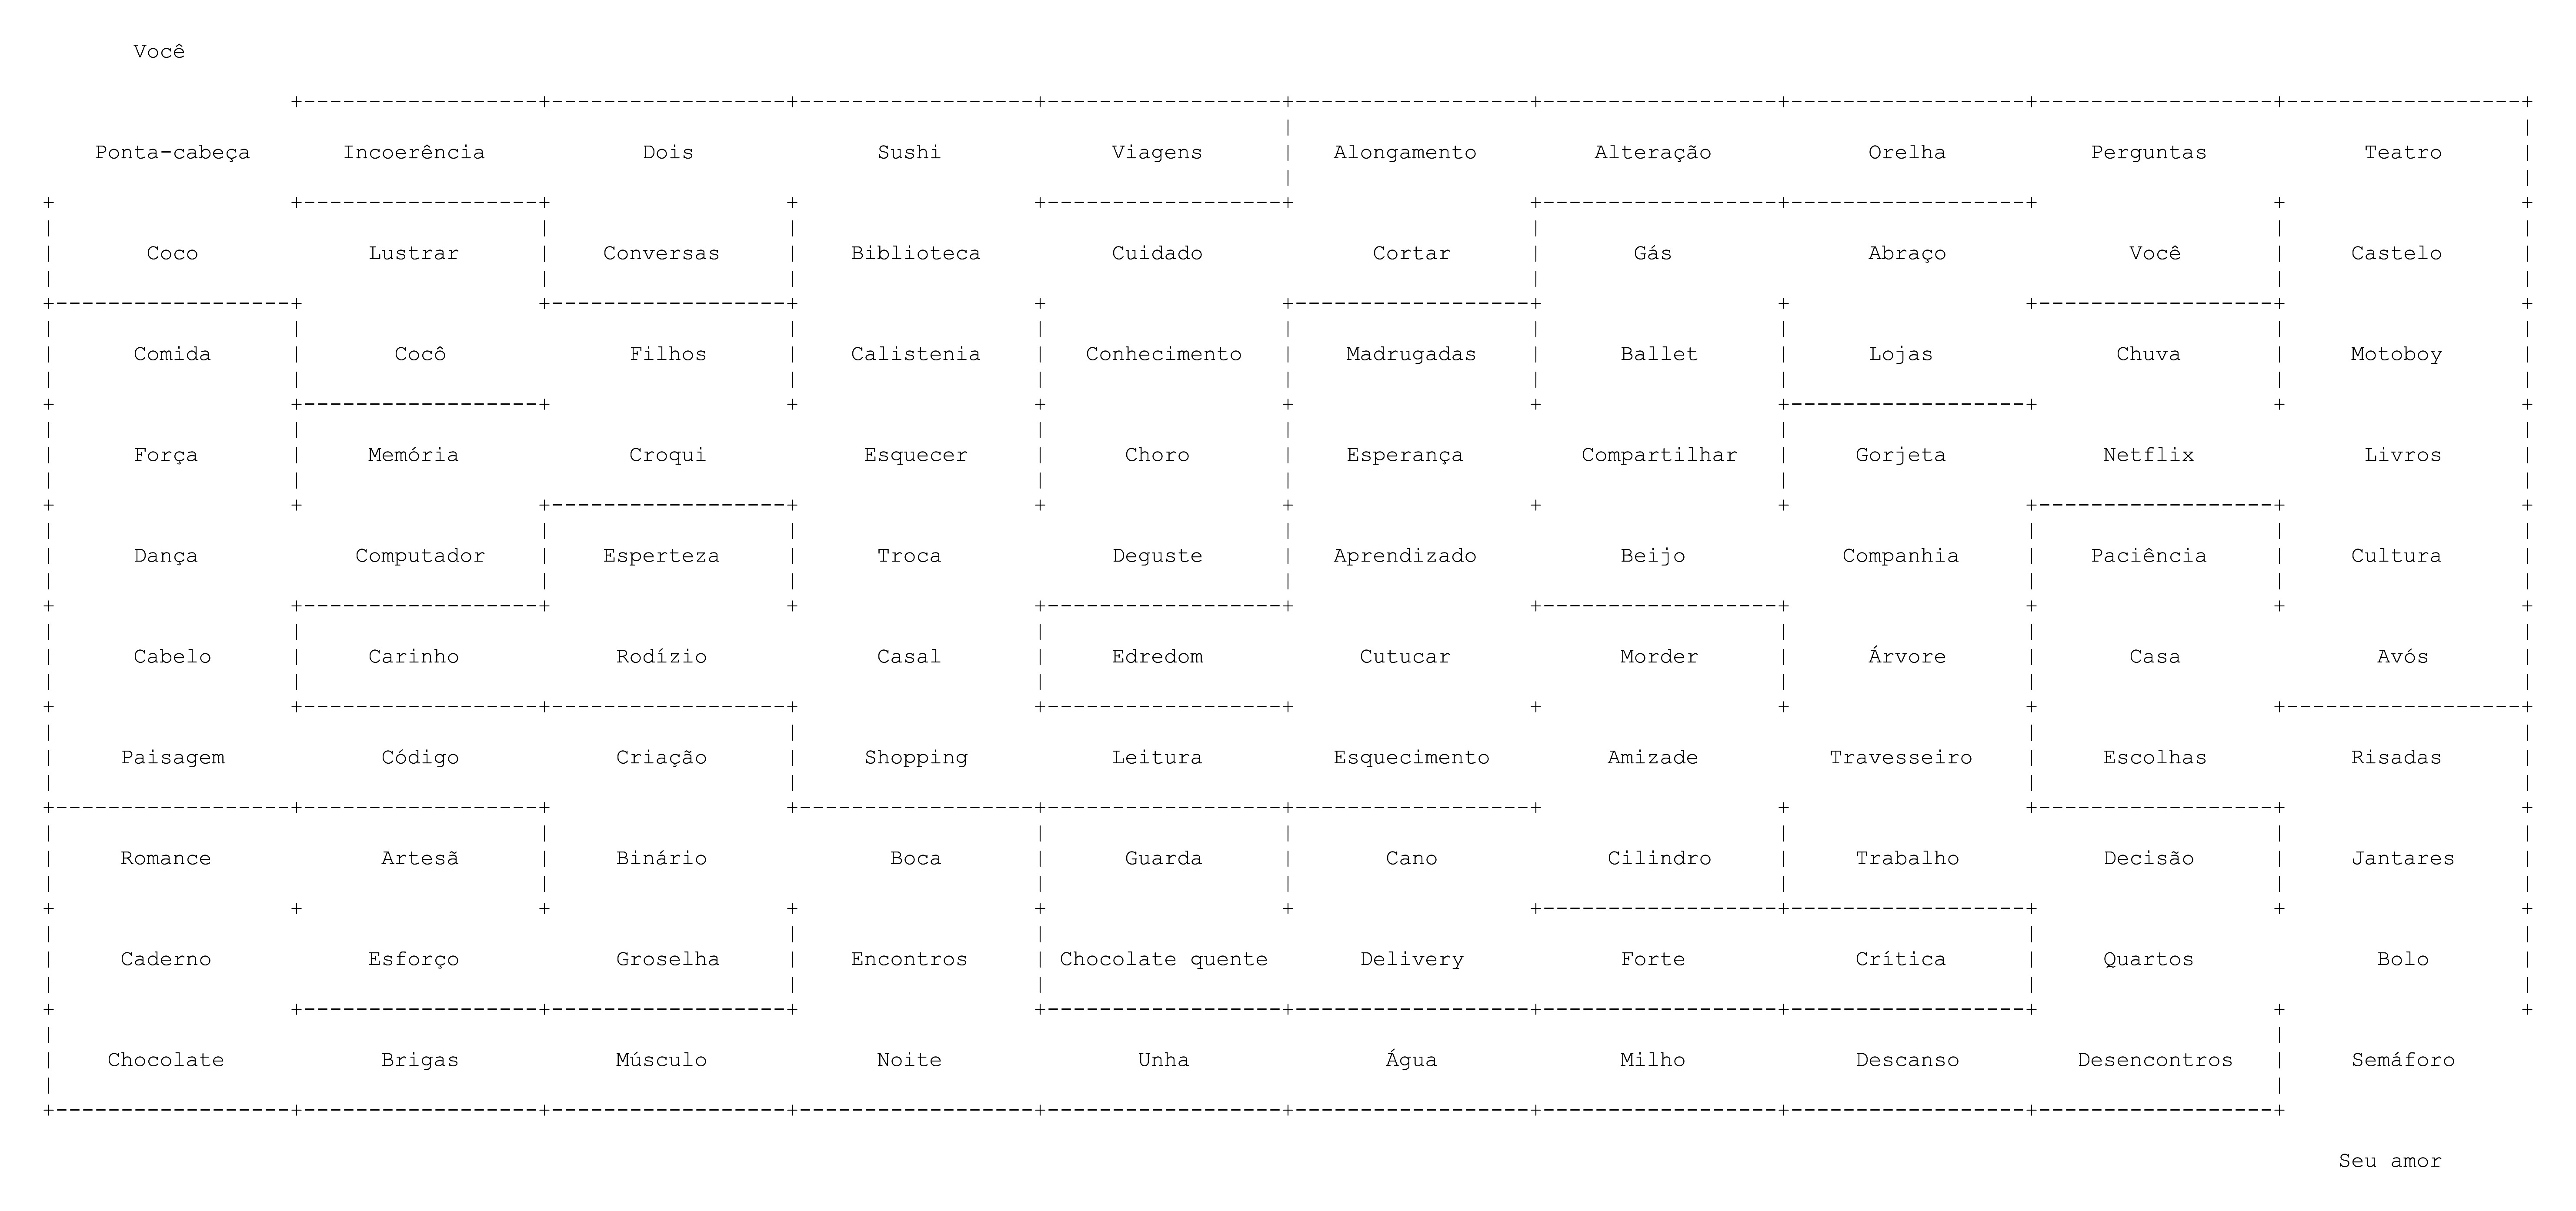 Você
Ponta-cabeça Incoerência Dois Sushi Viagens Alongamento Alteração Orelha Perguntas Teatro
Coco Lustrar Conversas Biblioteca Cuidado Cortar Gás Abraço Você Castelo
Comida Cocô Filhos Calistenia Conhecimento Madrugadas Ballet Lojas Chuva Motoboy
Força Memória Croqui Esquecer Choro Esperança Compartilhar Gorjeta Netflix Livros
Dança Computador Esperteza Troca Deguste Aprendizado Beijo Companhia Paciência Cultura
Cabelo Carinho Rodízio Casal Edredom Cutucar Morder Árvore Casa Avós
Paisagem Código Criação Shopping Leitura Esquecimento Amizade Travesseiro Escolhas Risadas
Romance Artesã Binário Boca Guarda Cano Cilindro Trabalho Decisão Jantares
Caderno Esforço Groselha Encontros Chocolate quente Delivery Forte Crítica Quartos Bolo
Chocolate Brigas Músculo Noite Unha Água Milho Descanso Desencontros Semáforo
Seu amor